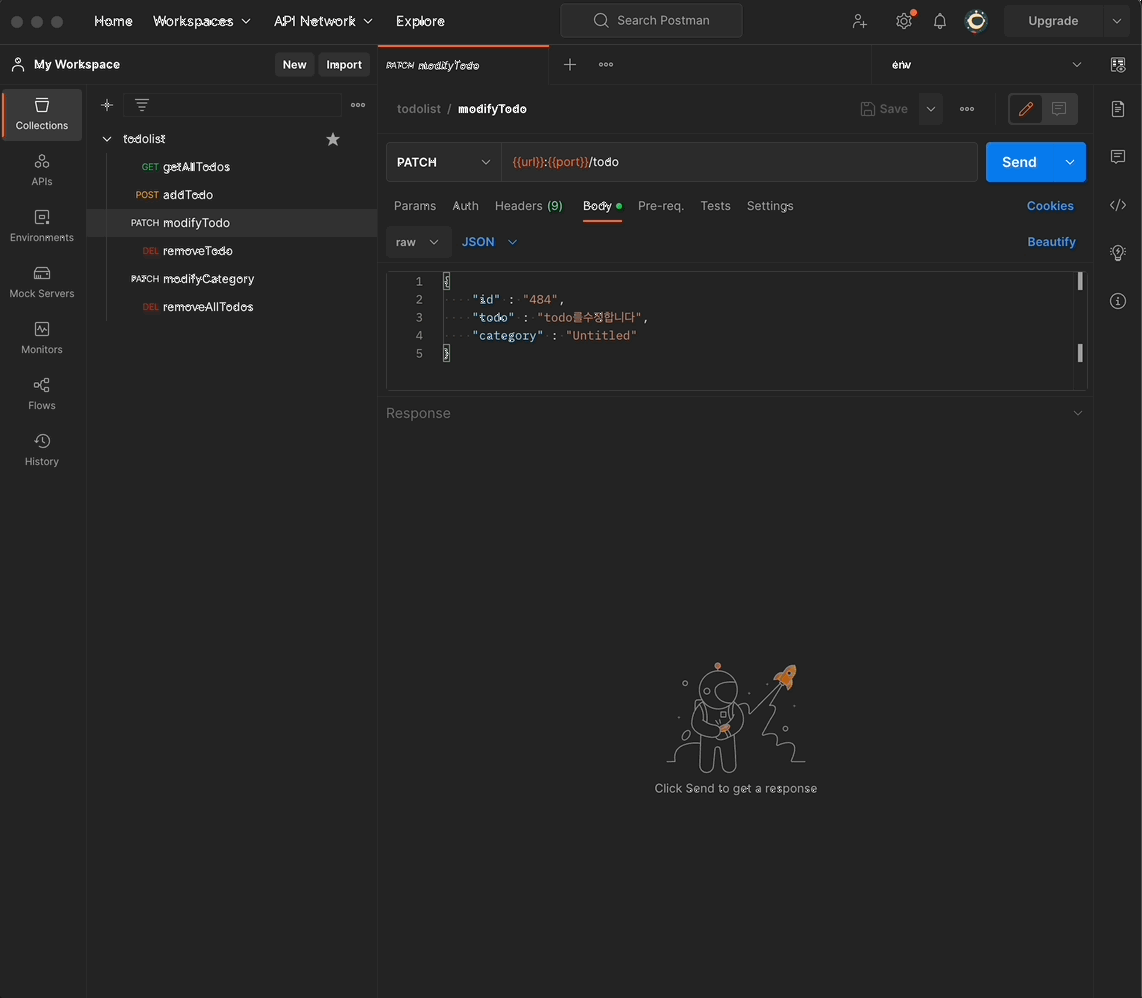 Home Workspaces API Network Explore Search Postman Upgrade
My Workspace New Import PATCH modifyTodo env
Collections
APIs
Environments
Mock Servers
Monitors
Flows
History
todolist
GET getAllTodos
POST addTodo
PATCH modifyTodo
DEL removeTodo
PATCH modifyCategory
DEL removeAllTodos
todolist / modifyTodo Save
PATCH {{url}}:{{port}}/todo Send
Params Auth Headers (9) Body Pre-req. Tests Settings Cookies
raw JSON Beautify
1 {
2 "id" : "484",
3 "todo" : "todo를수정합니다",
4 "category" : "Untitled"
5 }
Response
Click Send to get a response